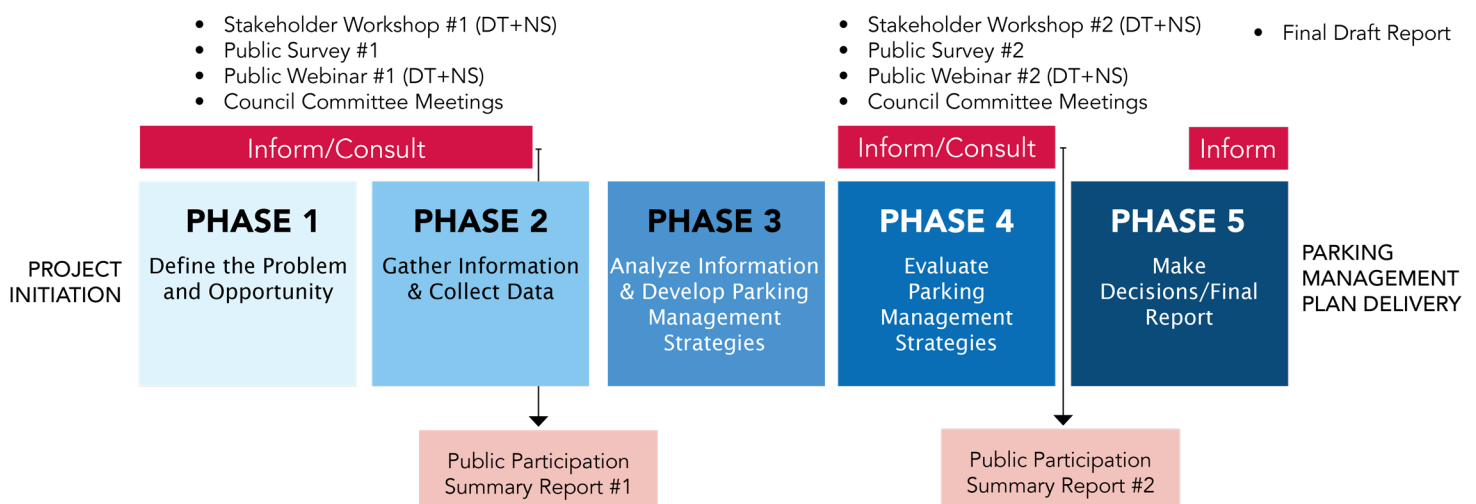 • Stakeholder Workshop #1 (DT+NS)
• Public Survey #1
• Public Webinar #1 (DT+NS)
• Council Committee Meetings
• Stakeholder Workshop #2 (DT+NS)
• Public Survey #2
• Public Webinar #2 (DT+NS)
• Council Committee Meetings
• Final Draft Report
Inform/Consult
Inform/Consult
Inform
PROJECT
INITIATION
PHASE 1
Define the Problem
and Opportunity
PHASE 2
Gather Information
& Collect Data
PHASE 3
Analyze Information
& Develop Parking
Management
Strategies
PHASE 4
Evaluate
Parking
Management
Strategies
PHASE 5
Make
Decisions/Final
Report
PARKING
MANAGEMENT
PLAN DELIVERY
Public Participation
Summary Report #1
Public Participation
Summary Report #2